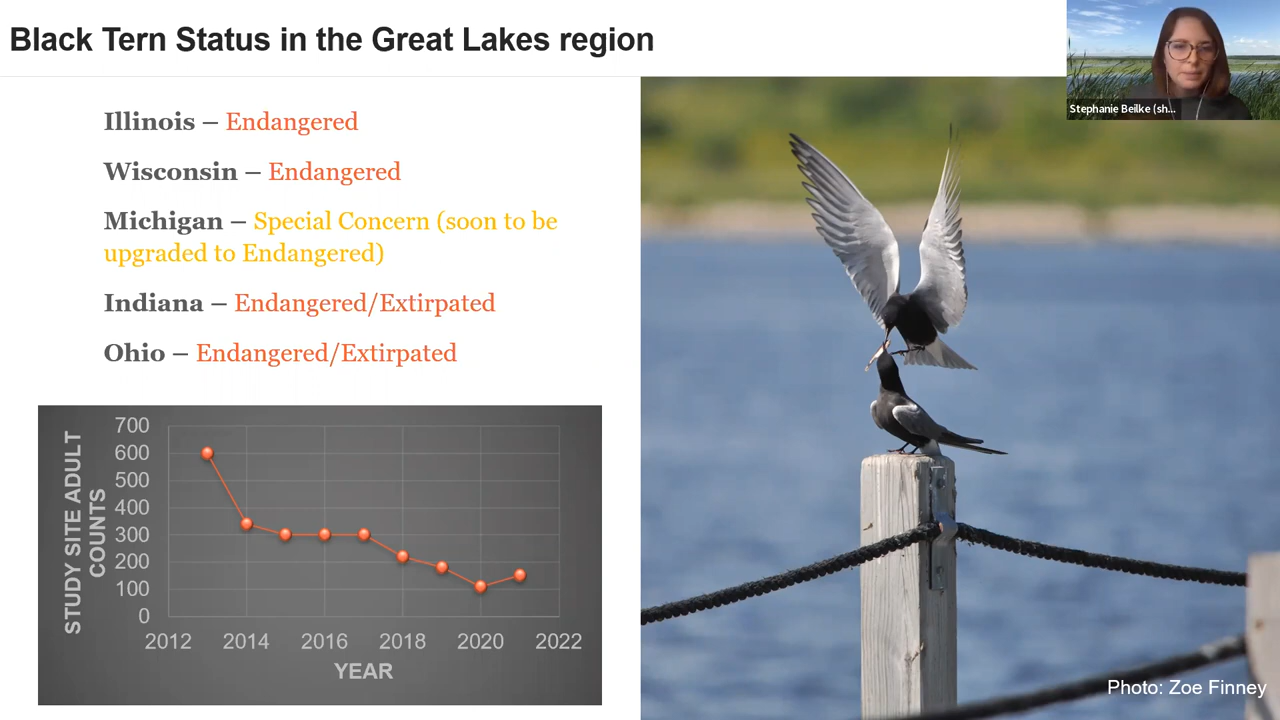 Black Tern Status in the Great Lakes region
Stephanie Beilke (sh...
Illinois – Endangered
Wisconsin – Endangered
Michigan – Special Concern (soon to be
upgraded to Endangered)
Indiana – Endangered/Extirpated
Ohio – Endangered/Extirpated
STUDY SITE ADULT
COUNTS
700
600
500
400
300
200
100
0
2012 2014 2016 2018 2020 2022
YEAR
Photo: Zoe Finney